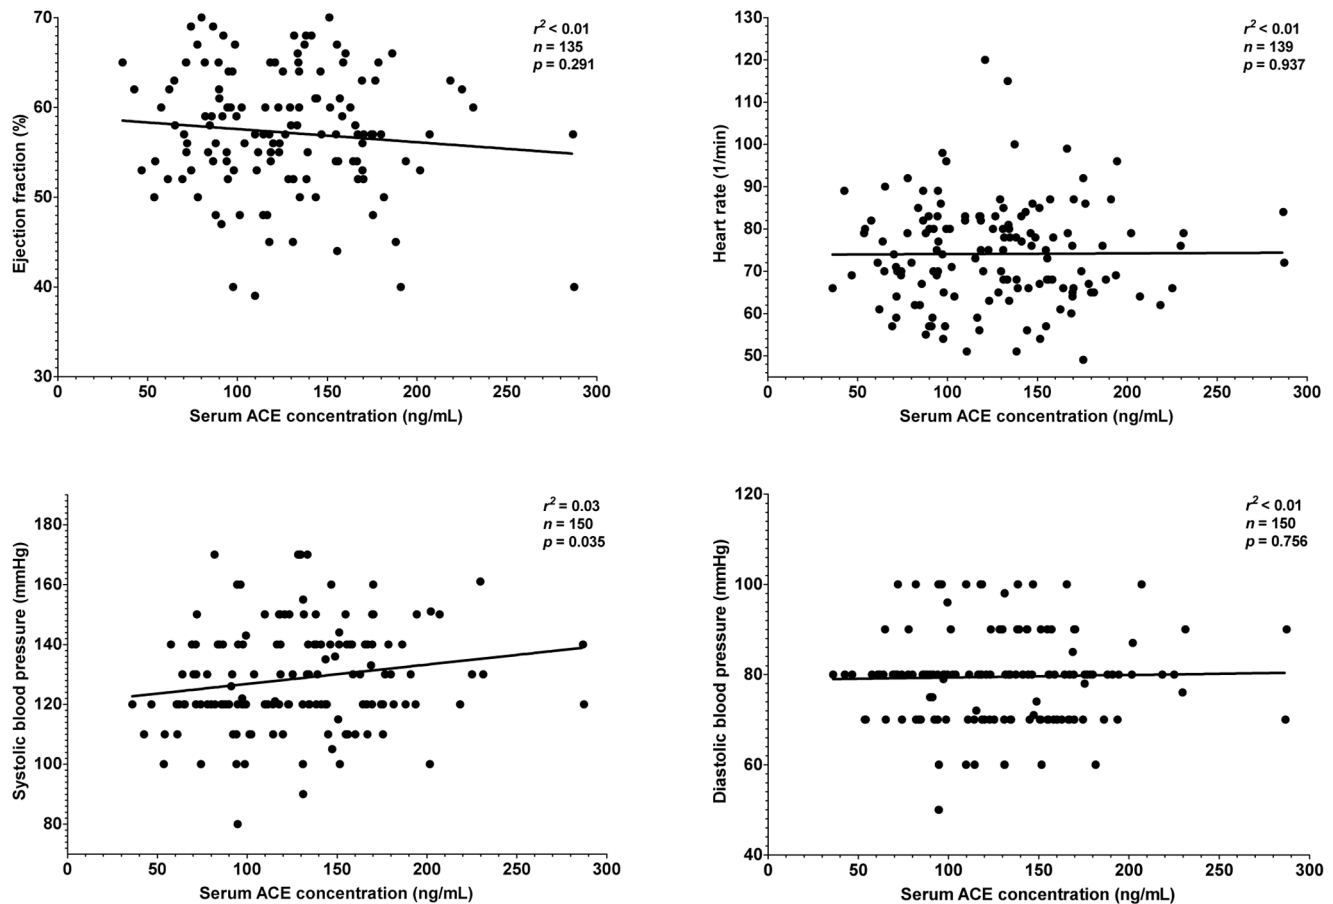 r² < 0.01
n = 135
p = 0.291
Ejection fraction (%)
70
60
50
40
30
0 50 100 150 200 250 300
Serum ACE concentration (ng/mL)
r² < 0.01
n = 139
p = 0.937
Heart rate (1/min)
130
120
110
100
90
80
70
60
50
0 50 100 150 200 250 300
Serum ACE concentration (ng/mL)
r² = 0.03
n = 150
p = 0.035
Systolic blood pressure (mmHg)
180
160
140
120
100
80
0 50 100 150 200 250 300
Serum ACE concentration (ng/mL)
r² < 0.01
n = 150
p = 0.756
Diastolic blood pressure (mmHg)
120
100
80
60
40
0 50 100 150 200 250 300
Serum ACE concentration (ng/mL)